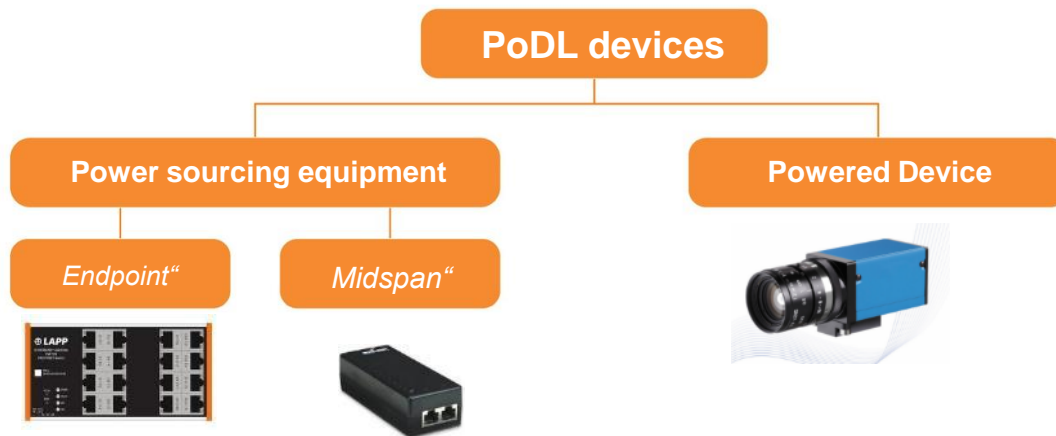 PoDL devices
Power sourcing equipment
Powered Device
Endpoint“
Midspan“
LAPP